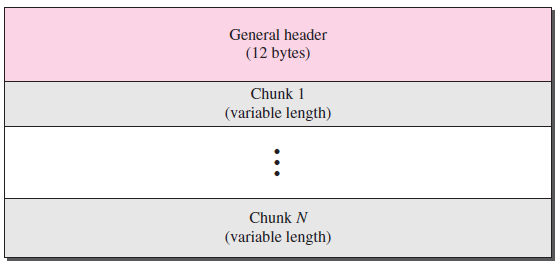 General header
(12 bytes)
Chunk 1
(variable length)
Chunk N
(variable length)